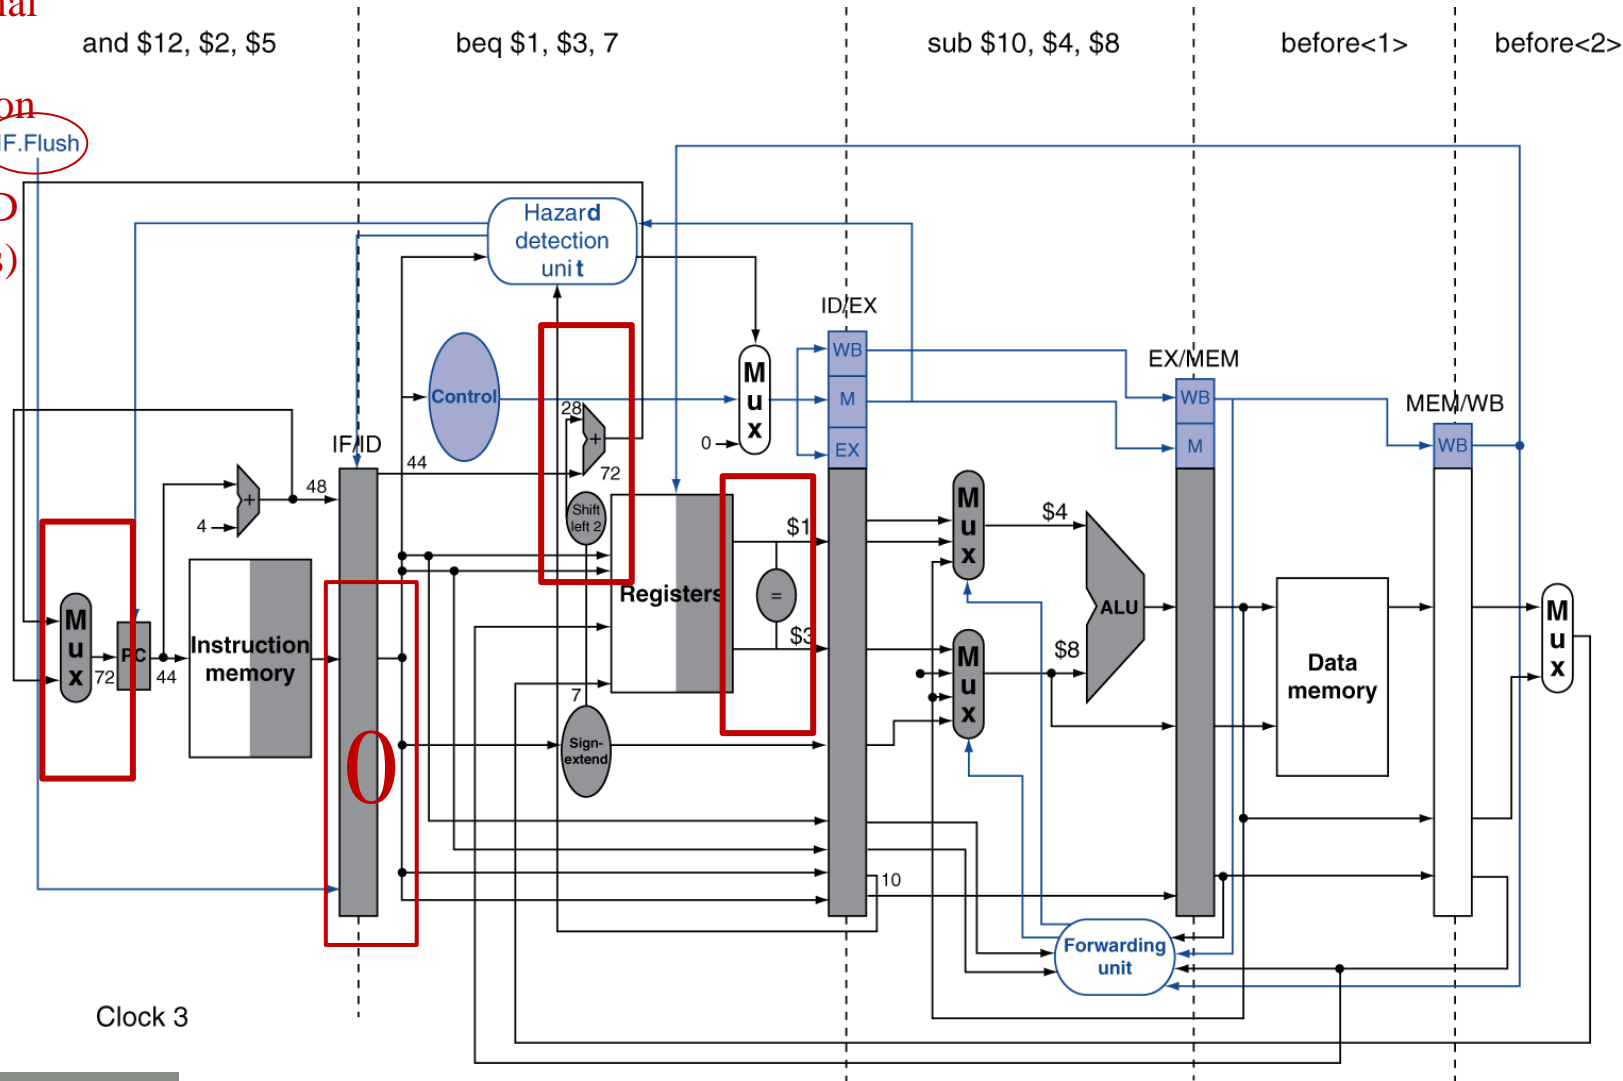 and $12, $2, $5
beq $1, $3, 7
sub $10, $4, $8
before<1>
before<2>
IF.Flush
Hazard
detection
unit
ID/EX
WB
M
EX
EX/MEM
WB
M
MEM/WB
WB
Control
M
u
x
0
28
72
IF/ID
44
48
+
4
+
Shift
left 2
M
u
x
$4
$1
=
$3
Registers
M
u
x
72
PC
44
Instruction
memory
0
7
Sign-
extend
M
u
x
$8
ALU
Data
memory
M
u
x
10
Forwarding
unit
Clock 3